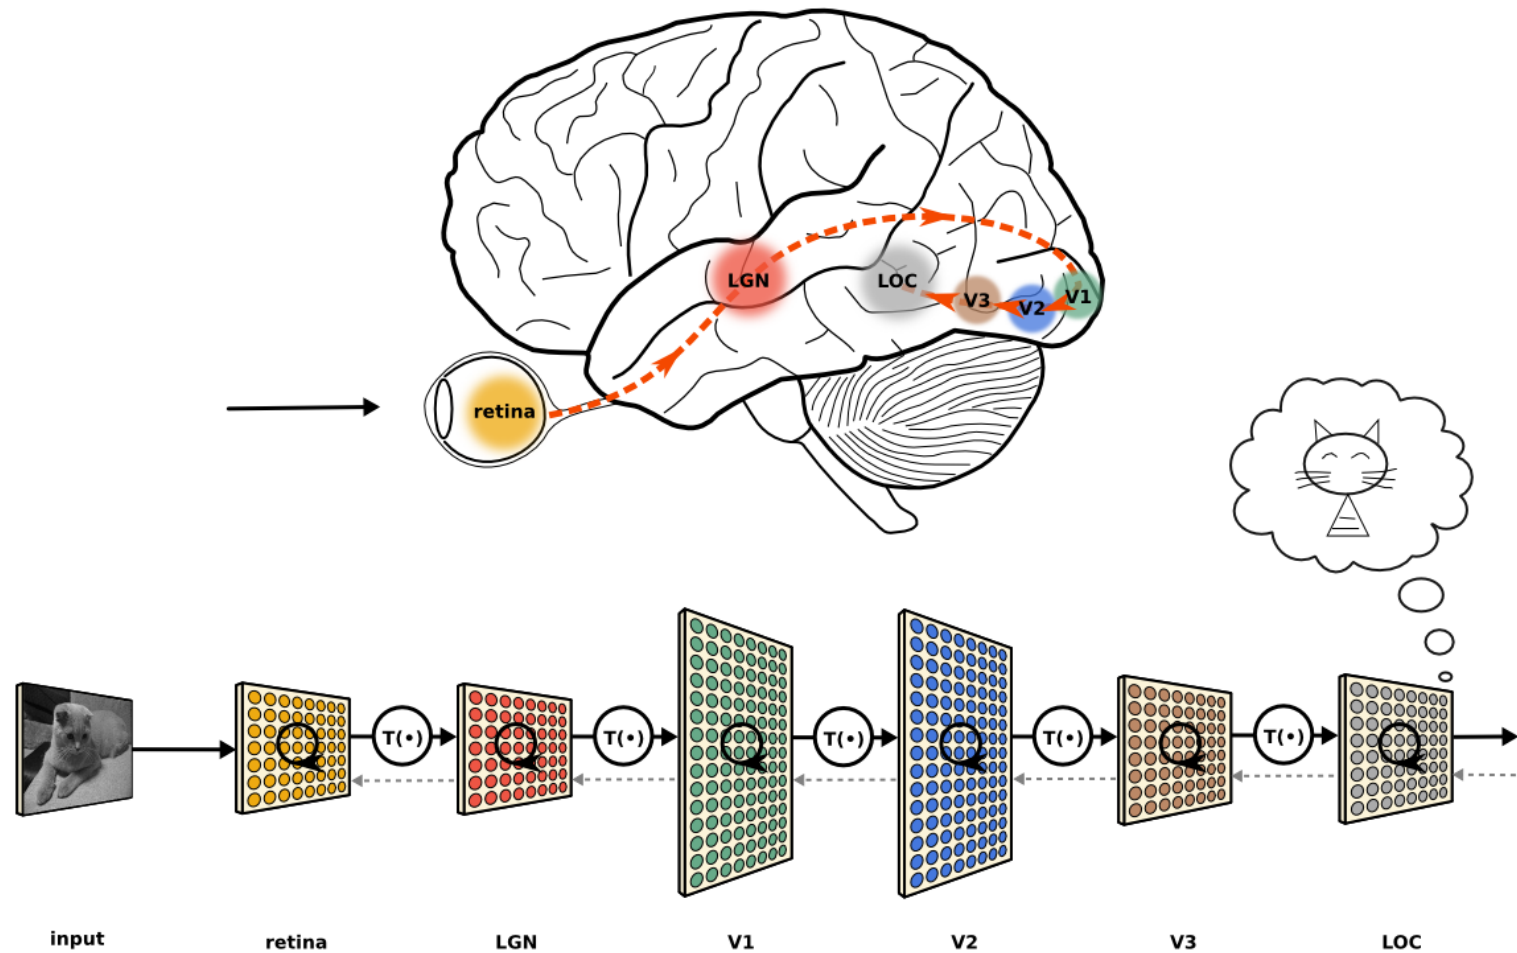 LGN
LOC
V3
V2
V1
retina
T(•)
T(•)
T(•)
T(•)
T(•)
input
retina
LGN
V1
V2
V3
LOC